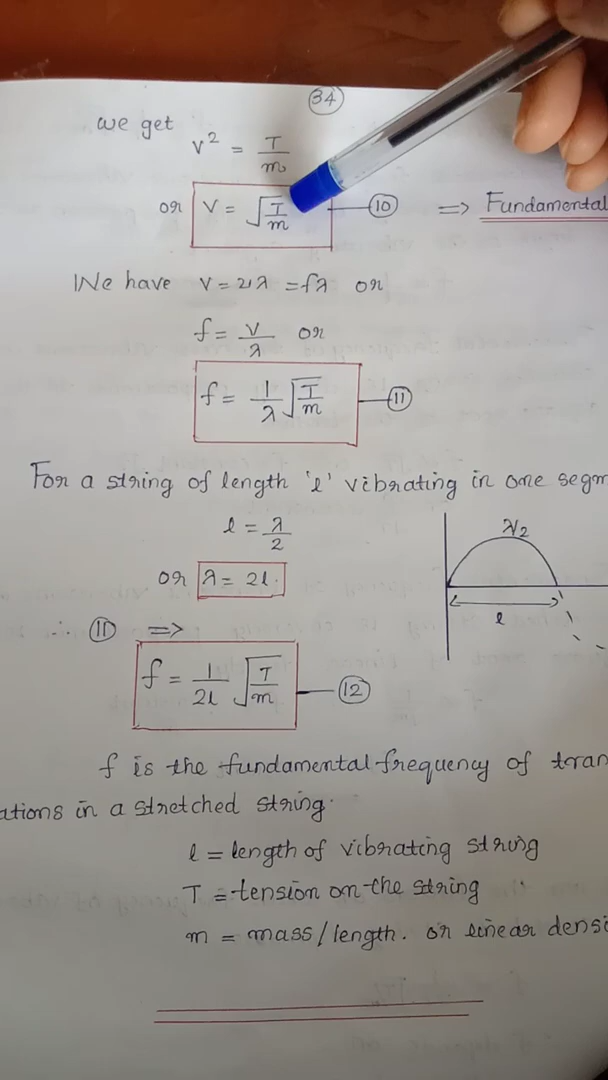 34
we get
v² = T/m
or v = √T/m —10 => Fundamental
We have v = νλ = fλ or
f = v/λ or
f = 1/λ √T/m —11
For a string of length 'l' vibrating in one segm
l = λ/2
λ/2
or λ = 2l.
l
∴ 11 =>
f = 1/2l √T/m —12
f is the fundamental frequency of tran
ations in a stretched string.
l = length of vibrating string
T = tension on the string
m = mass/length. or linear densi